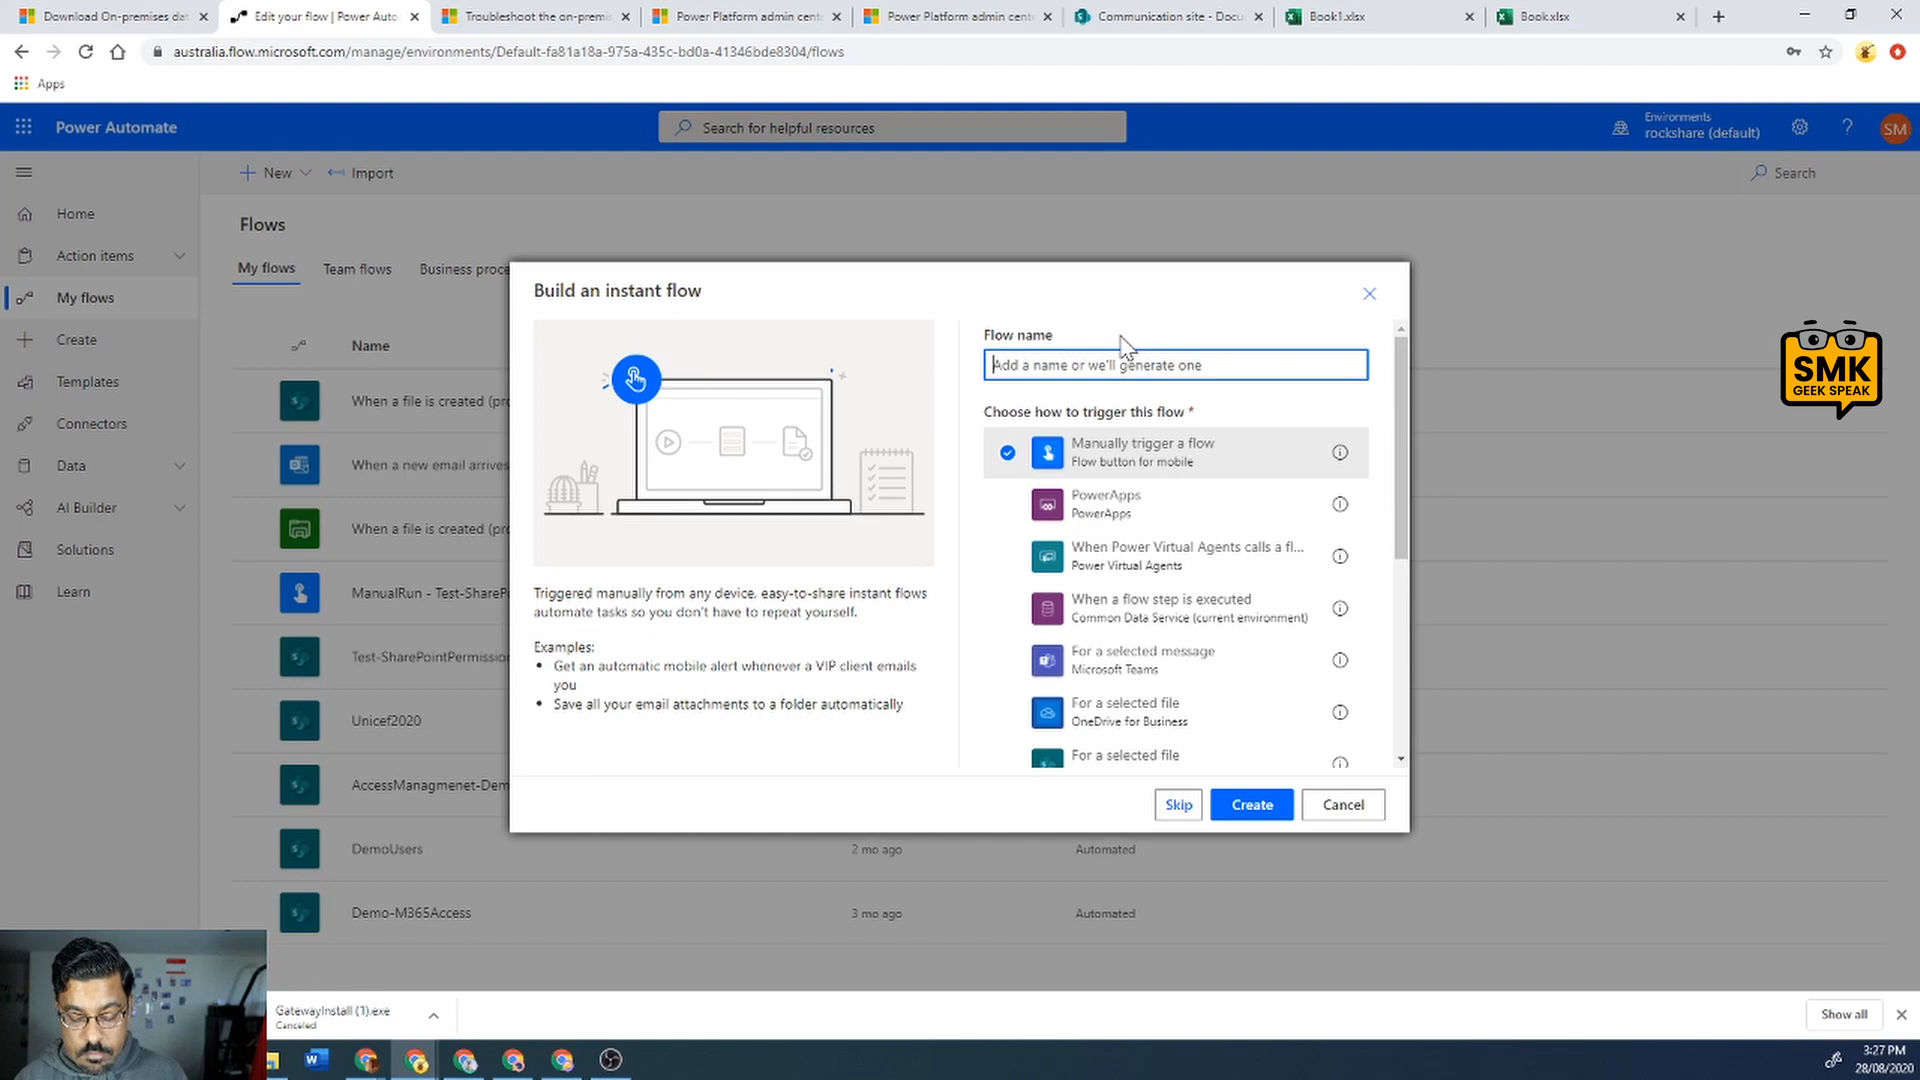 Download On-premises dat
Edit your flow | Power Auto
Troubleshoot the on-premis
Power Platform admin cent
Power Platform admin cent
Communication site - Docu
Book1.xlsx
Book.xlsx
australia.flow.microsoft.com/manage/environments/Default-fa81a18a-975a-435c-bd0a-41346bde8304/flows
Apps
Power Automate
Search for helpful resources
Environments
rockshare (default)
?
SM
New
Import
Search
Home
Action items
My flows
Create
Templates
Connectors
Data
AI Builder
Solutions
Learn
Flows
My flows
Team flows
Business proce
Name
When a file is created (pro
When a new email arrives
When a file is created (pro
ManualRun - Test-ShareP
Test-SharePointPermission
Unicef2020
AccessManagmenet-Dem
DemoUsers
2 mo ago
Automated
Demo-M365Access
3 mo ago
Automated
Build an instant flow
Triggered manually from any device, easy-to-share instant flows
automate tasks so you don't have to repeat yourself.
Examples:
• Get an automatic mobile alert whenever a VIP client emails
you
• Save all your email attachments to a folder automatically
Flow name
Add a name or we'll generate one
Choose how to trigger this flow *
Manually trigger a flow
Flow button for mobile
PowerApps
PowerApps
When Power Virtual Agents calls a fl...
Power Virtual Agents
When a flow step is executed
Common Data Service (current environment)
For a selected message
Microsoft Teams
For a selected file
OneDrive for Business
For a selected file
Skip
Create
Cancel
SMK
GEEK SPEAK
GatewayInstall (1).exe
Canceled
Show all
3:27 PM
28/08/2020